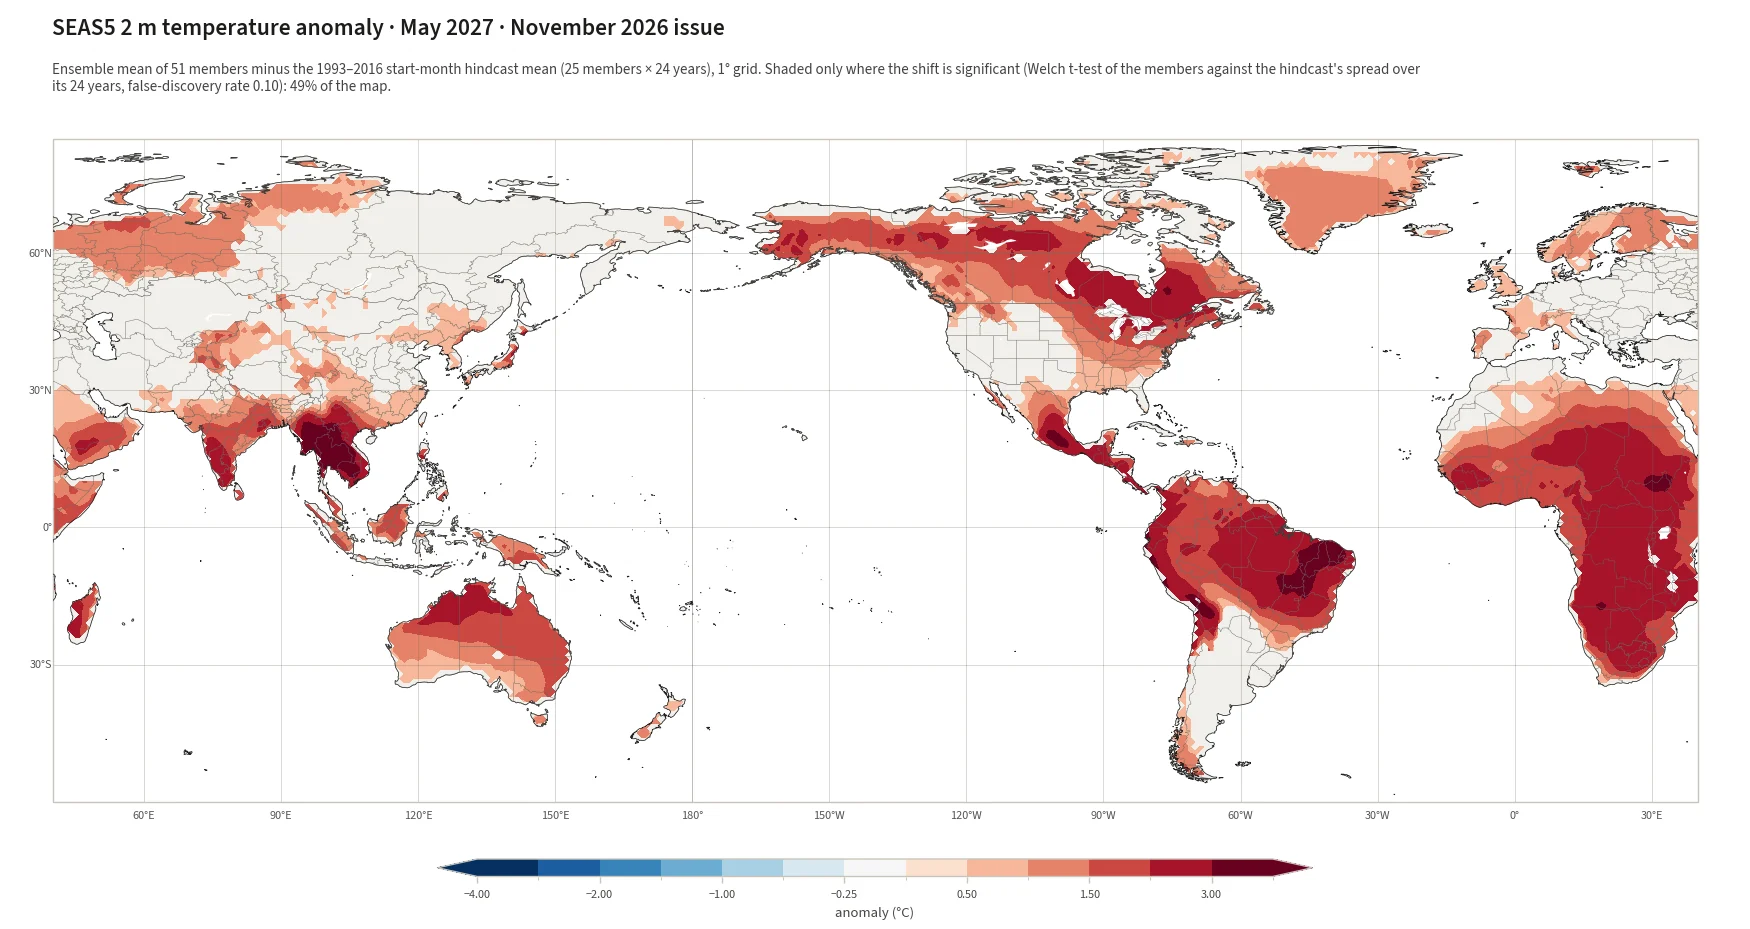 SEAS5 2 m temperature anomaly · May 2027 · November 2026 issue
Ensemble mean of 51 members minus the 1993–2016 start-month hindcast mean (25 members × 24 years), 1° grid. Shaded only where the shift is significant (Welch t-test of the members against the hindcast's spread over
its 24 years, false-discovery rate 0.10): 49% of the map.
60°N
30°N
0°
30°S
60°E 90°E 120°E 150°E 180° 150°W 120°W 90°W 60°W 30°W 0° 30°E
−4.00 −2.00 −1.00 −0.25 0.50 1.50 3.00
anomaly (°C)